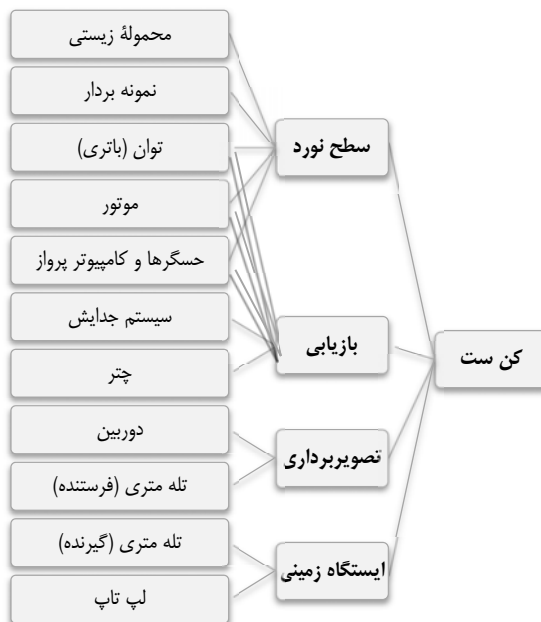 کن ست
سطح نورد
بازیابی
تصویربرداری
ایستگاه زمینی
محمولهٔ زیستی
نمونه بردار
توان (باتری)
موتور
حسگرها و کامپیوتر پرواز
سیستم جدایش
چتر
دوربین
تله متری (فرستنده)
تله متری (گیرنده)
لپ تاپ